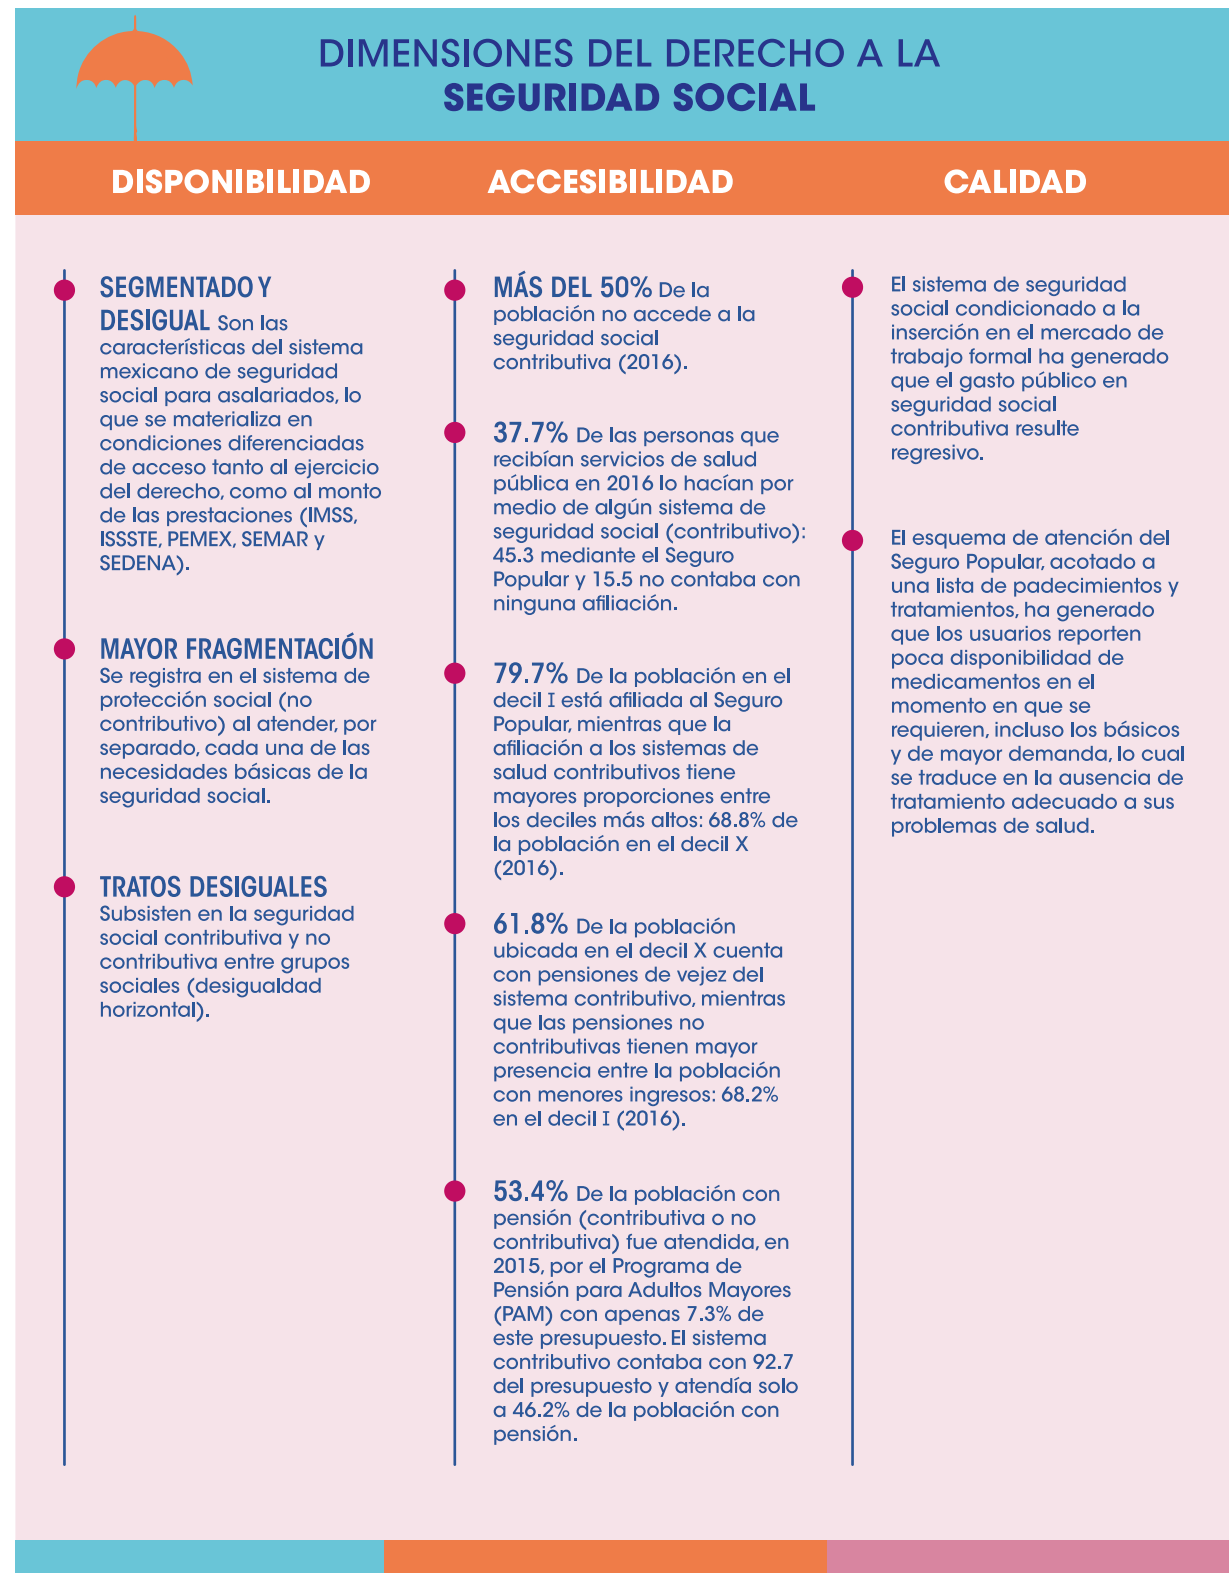 DIMENSIONES DEL DERECHO A LA
SEGURIDAD SOCIAL
DISPONIBILIDAD
SEGMENTADO Y
DESIGUAL Son las
características del sistema
mexicano de seguridad
social para asalariados, lo
que se materializa en
condiciones diferenciadas
de acceso tanto al ejercicio
del derecho, como al monto
de las prestaciones (IMSS,
ISSSTE, PEMEX, SEMAR y
SEDENA).
MAYOR FRAGMENTACIÓN
Se registra en el sistema de
protección social (no
contributivo) al atender, por
separado, cada una de las
necesidades básicas de la
seguridad social.
TRATOS DESIGUALES
Subsisten en la seguridad
social contributiva y no
contributiva entre grupos
sociales (desigualdad
horizontal).
ACCESIBILIDAD
MÁS DEL 50% De la
población no accede a la
seguridad social
contributiva (2016).
37.7% De las personas que
recibían servicios de salud
pública en 2016 lo hacían por
medio de algún sistema de
seguridad social (contributivo):
45.3 mediante el Seguro
Popular y 15.5 no contaba con
ninguna afiliación.
79.7% De la población en el
decil I está afiliada al Seguro
Popular, mientras que la
afiliación a los sistemas de
salud contributivos tiene
mayores proporciones entre
los deciles más altos: 68.8% de
la población en el decil X
(2016).
61.8% De la población
ubicada en el decil X cuenta
con pensiones de vejez del
sistema contributivo, mientras
que las pensiones no
contributivas tienen mayor
presencia entre la población
con menores ingresos: 68.2%
en el decil I (2016).
53.4% De la población con
pensión (contributiva o no
contributiva) fue atendida, en
2015, por el Programa de
Pensión para Adultos Mayores
(PAM) con apenas 7.3% de
este presupuesto. El sistema
contributivo contaba con 92.7
del presupuesto y atendía solo
a 46.2% de la población con
pensión.
CALIDAD
El sistema de seguridad
social condicionado a la
inserción en el mercado de
trabajo formal ha generado
que el gasto público en
seguridad social
contributiva resulte
regresivo.
El esquema de atención del
Seguro Popular, acotado a
una lista de padecimientos y
tratamientos, ha generado
que los usuarios reporten
poca disponibilidad de
medicamentos en el
momento en que se
requieren, incluso los básicos
y de mayor demanda, lo cual
se traduce en la ausencia de
tratamiento adecuado a sus
problemas de salud.